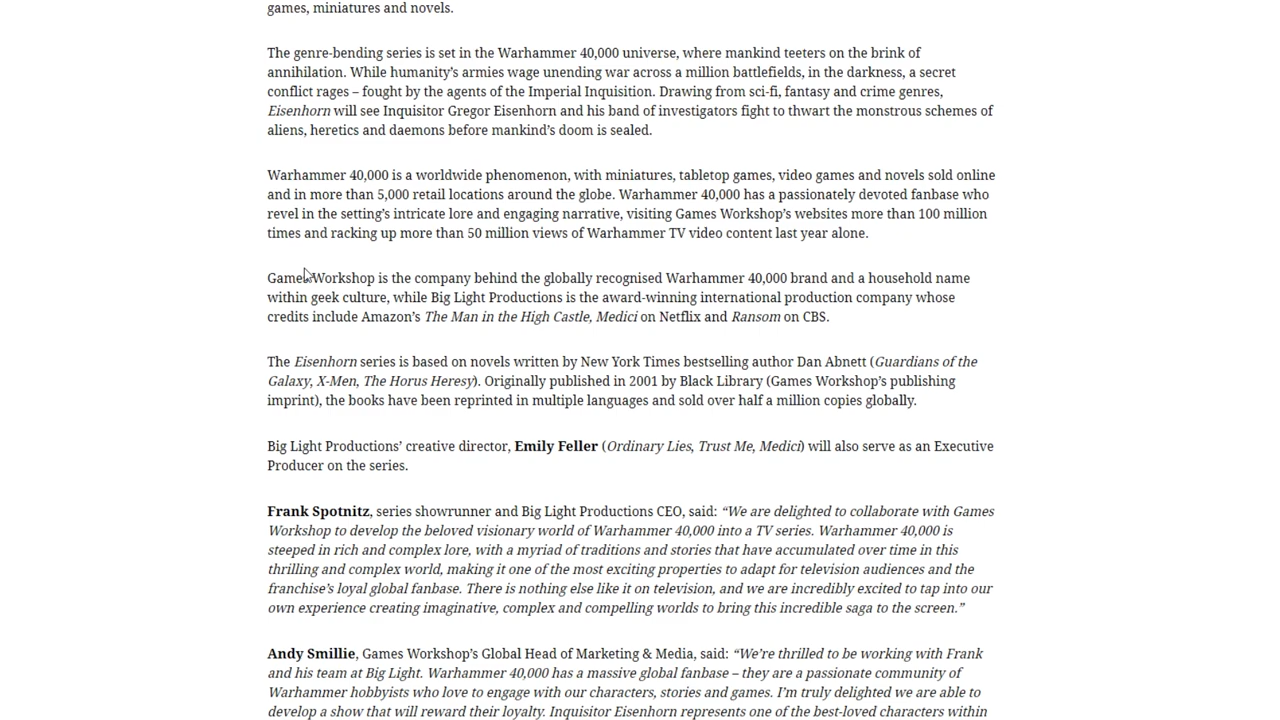 games, miniatures and novels.
The genre-bending series is set in the Warhammer 40,000 universe, where mankind teeters on the brink of
annihilation. While humanity’s armies wage unending war across a million battlefields, in the darkness, a secret
conflict rages – fought by the agents of the Imperial Inquisition. Drawing from sci-fi, fantasy and crime genres,
Eisenhorn will see Inquisitor Gregor Eisenhorn and his band of investigators fight to thwart the monstrous schemes of
aliens, heretics and daemons before mankind’s doom is sealed.
Warhammer 40,000 is a worldwide phenomenon, with miniatures, tabletop games, video games and novels sold online
and in more than 5,000 retail locations around the globe. Warhammer 40,000 has a passionately devoted fanbase who
revel in the setting’s intricate lore and engaging narrative, visiting Games Workshop’s websites more than 100 million
times and racking up more than 50 million views of Warhammer TV video content last year alone.
Games Workshop is the company behind the globally recognised Warhammer 40,000 brand and a household name
within geek culture, while Big Light Productions is the award-winning international production company whose
credits include Amazon’s The Man in the High Castle, Medici on Netflix and Ransom on CBS.
The Eisenhorn series is based on novels written by New York Times bestselling author Dan Abnett (Guardians of the
Galaxy, X-Men, The Horus Heresy). Originally published in 2001 by Black Library (Games Workshop’s publishing
imprint), the books have been reprinted in multiple languages and sold over half a million copies globally.
Big Light Productions’ creative director, Emily Feller (Ordinary Lies, Trust Me, Medici) will also serve as an Executive
Producer on the series.
Frank Spotnitz, series showrunner and Big Light Productions CEO, said: “We are delighted to collaborate with Games
Workshop to develop the beloved visionary world of Warhammer 40,000 into a TV series. Warhammer 40,000 is
steeped in rich and complex lore, with a myriad of traditions and stories that have accumulated over time in this
thrilling and complex world, making it one of the most exciting properties to adapt for television audiences and the
franchise’s loyal global fanbase. There is nothing else like it on television, and we are incredibly excited to tap into our
own experience creating imaginative, complex and compelling worlds to bring this incredible saga to the screen.”
Andy Smillie, Games Workshop’s Global Head of Marketing & Media, said: “We’re thrilled to be working with Frank
and his team at Big Light. Warhammer 40,000 has a massive global fanbase – they are a passionate community of
Warhammer hobbyists who love to engage with our characters, stories and games. I’m truly delighted we are able to
develop a show that will reward their loyalty. Inquisitor Eisenhorn represents one of the best-loved characters within